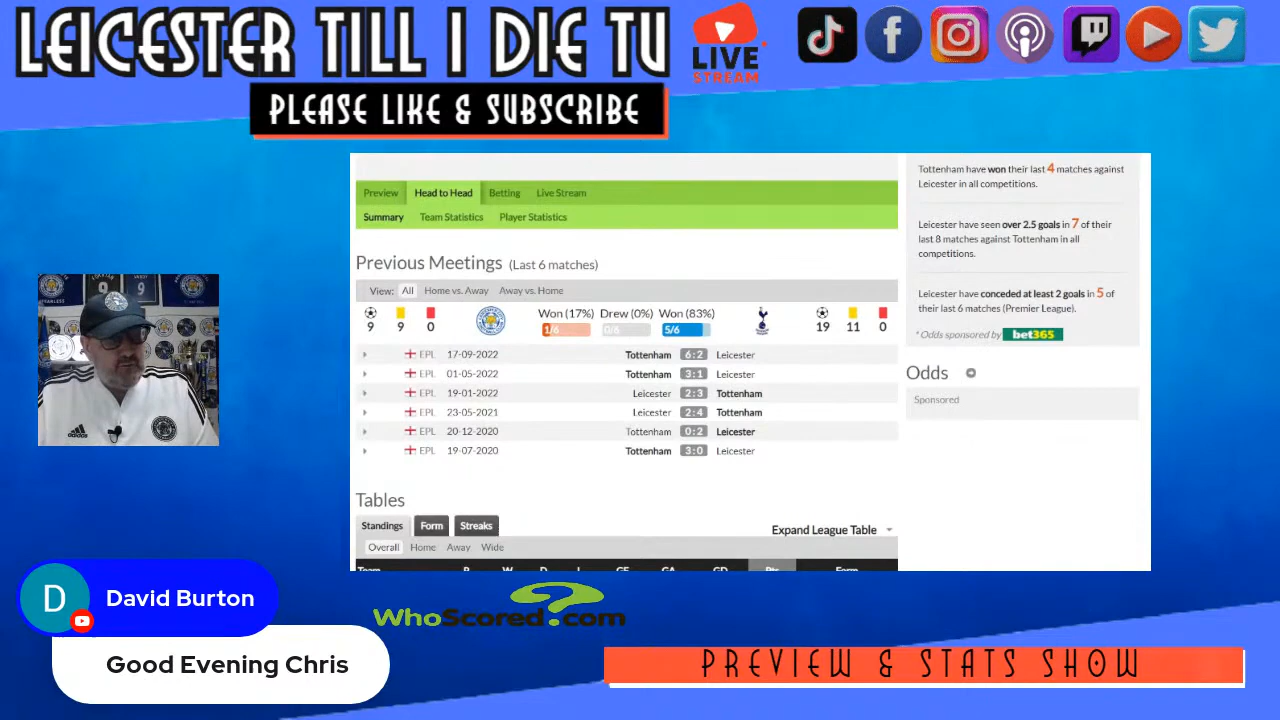 LEICESTER TILL I DIE TV
LIVE
STREAM
PLEASE LIKE & SUBSCRIBE
Preview Head to Head Betting Live Stream
Summary Team Statistics Player Statistics
Previous Meetings (Last 6 matches)
View: All Home vs. Away Away vs. Home
9 9 0 Won (17%) Drew (0%) Won (83%) 19 11 0
1/6 0/6 5/6
EPL 17-09-2022 Tottenham 6:2 Leicester
EPL 01-05-2022 Tottenham 3:1 Leicester
EPL 19-01-2022 Leicester 2:3 Tottenham
EPL 23-05-2021 Leicester 2:4 Tottenham
EPL 20-12-2020 Tottenham 0:2 Leicester
EPL 19-07-2020 Tottenham 3:0 Leicester
Tables
Standings Form Streaks
Expand League Table
Overall Home Away Wide
Team P W D L GF GA GD Pts Form
Tottenham have won their last 4 matches against
Leicester in all competitions.
Leicester have seen over 2.5 goals in 7 of their
last 8 matches against Tottenham in all
competitions.
Leicester have conceded at least 2 goals in 5 of
their last 6 matches (Premier League).
* Odds sponsored by bet365
Odds
Sponsored
adidas
D David Burton
Good Evening Chris
WhoScored.com
PREVIEW & STATS SHOW